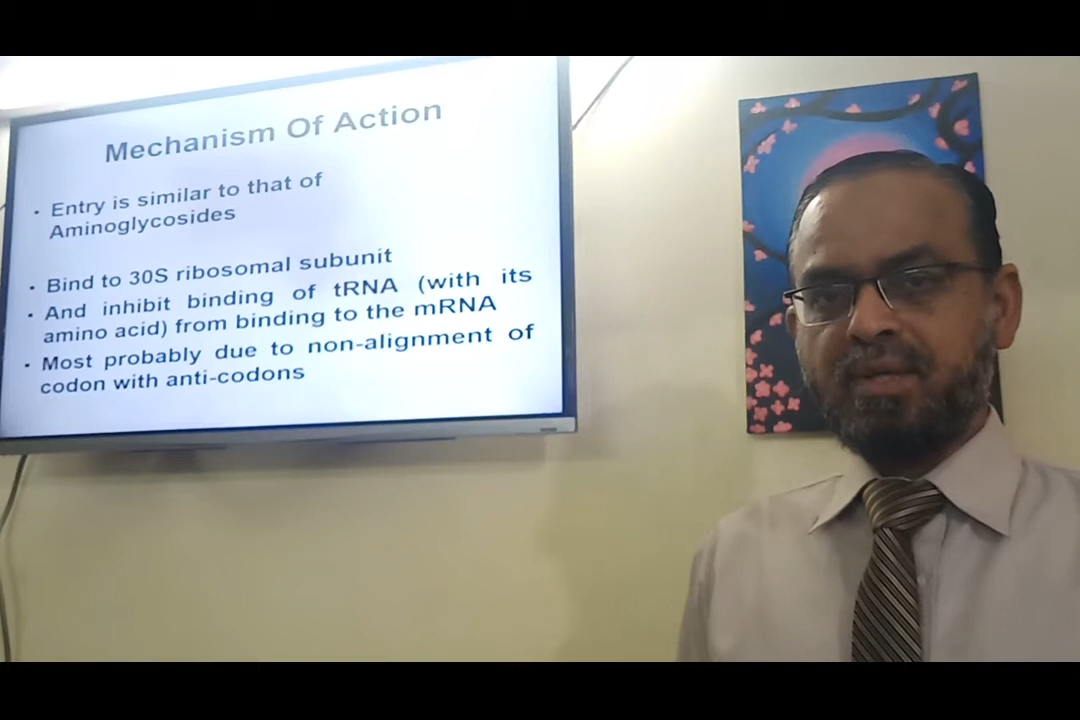 Mechanism Of Action
• Entry is similar to that of
Aminoglycosides
• Bind to 30S ribosomal subunit
• And inhibit binding of tRNA (with its
amino acid) from binding to the mRNA
• Most probably due to non-alignment of
codon with anti-codons